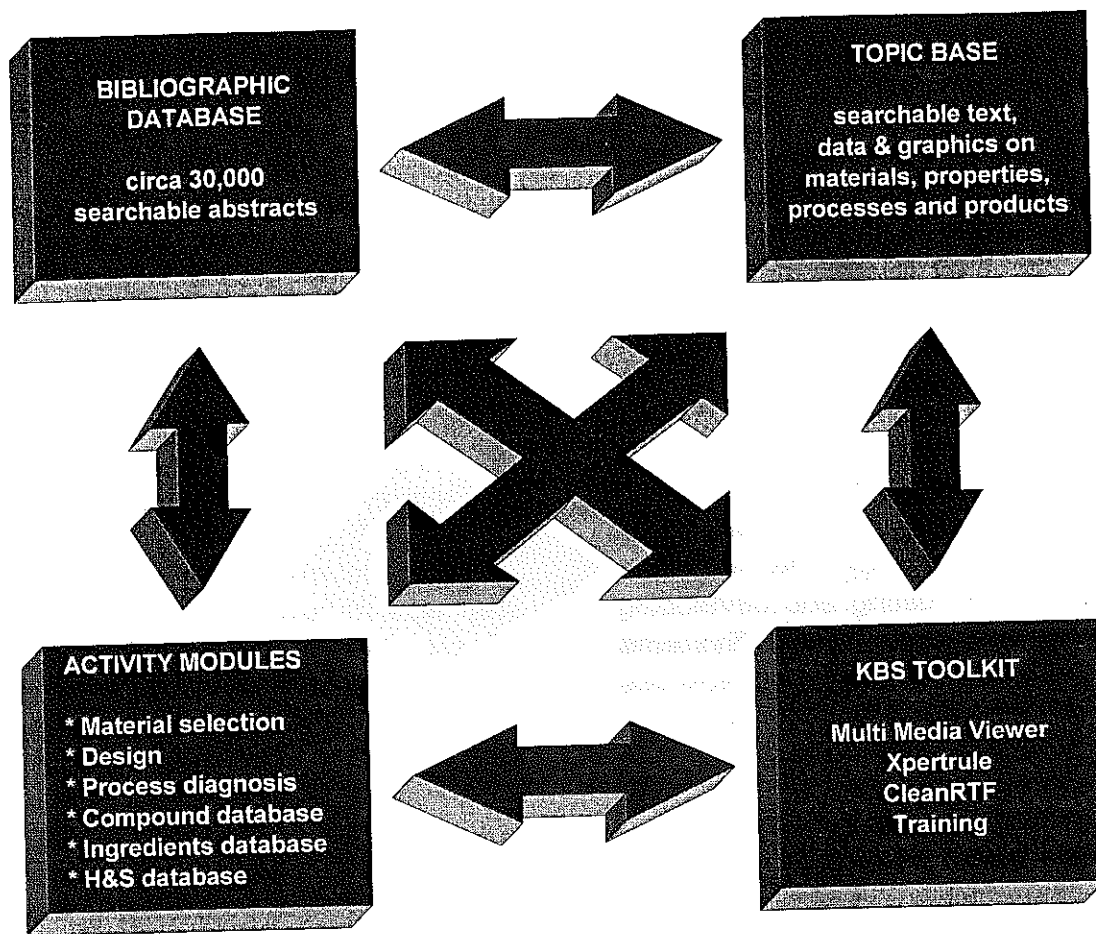 BIBLIOGRAPHIC
DATABASE
circa 30,000
searchable abstracts
TOPIC BASE
searchable text,
data & graphics on
materials, properties,
processes and products
ACTIVITY MODULES
* Material selection
* Design
* Process diagnosis
* Compound database
* Ingredients database
* H&S database
KBS TOOLKIT
Multi Media Viewer
Xpertrule
CleanRTF
Training